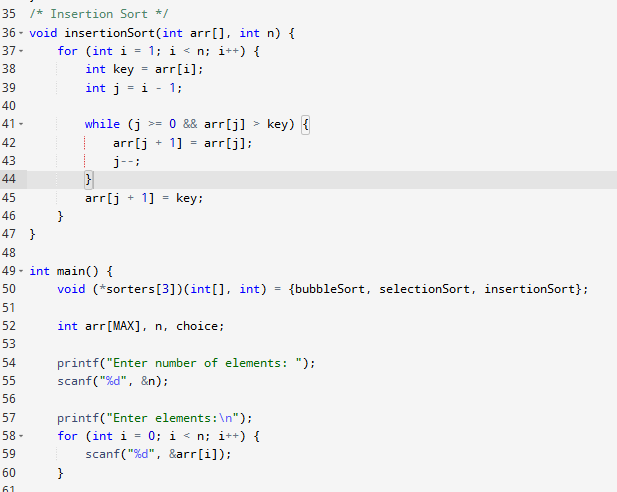 35 /* Insertion Sort */
36 void insertionSort(int arr[], int n) {
37     for (int i = 1; i < n; i++) {
38         int key = arr[i];
39         int j = i - 1;
40
41         while (j >= 0 && arr[j] > key) {
42             arr[j + 1] = arr[j];
43             j--;
44         }
45         arr[j + 1] = key;
46     }
47 }
48
49 int main() {
50     void (*sorters[3])(int[], int) = {bubbleSort, selectionSort, insertionSort};
51
52     int arr[MAX], n, choice;
53
54     printf("Enter number of elements: ");
55     scanf("%d", &n);
56
57     printf("Enter elements:\n");
58     for (int i = 0; i < n; i++) {
59         scanf("%d", &arr[i]);
60     }
61